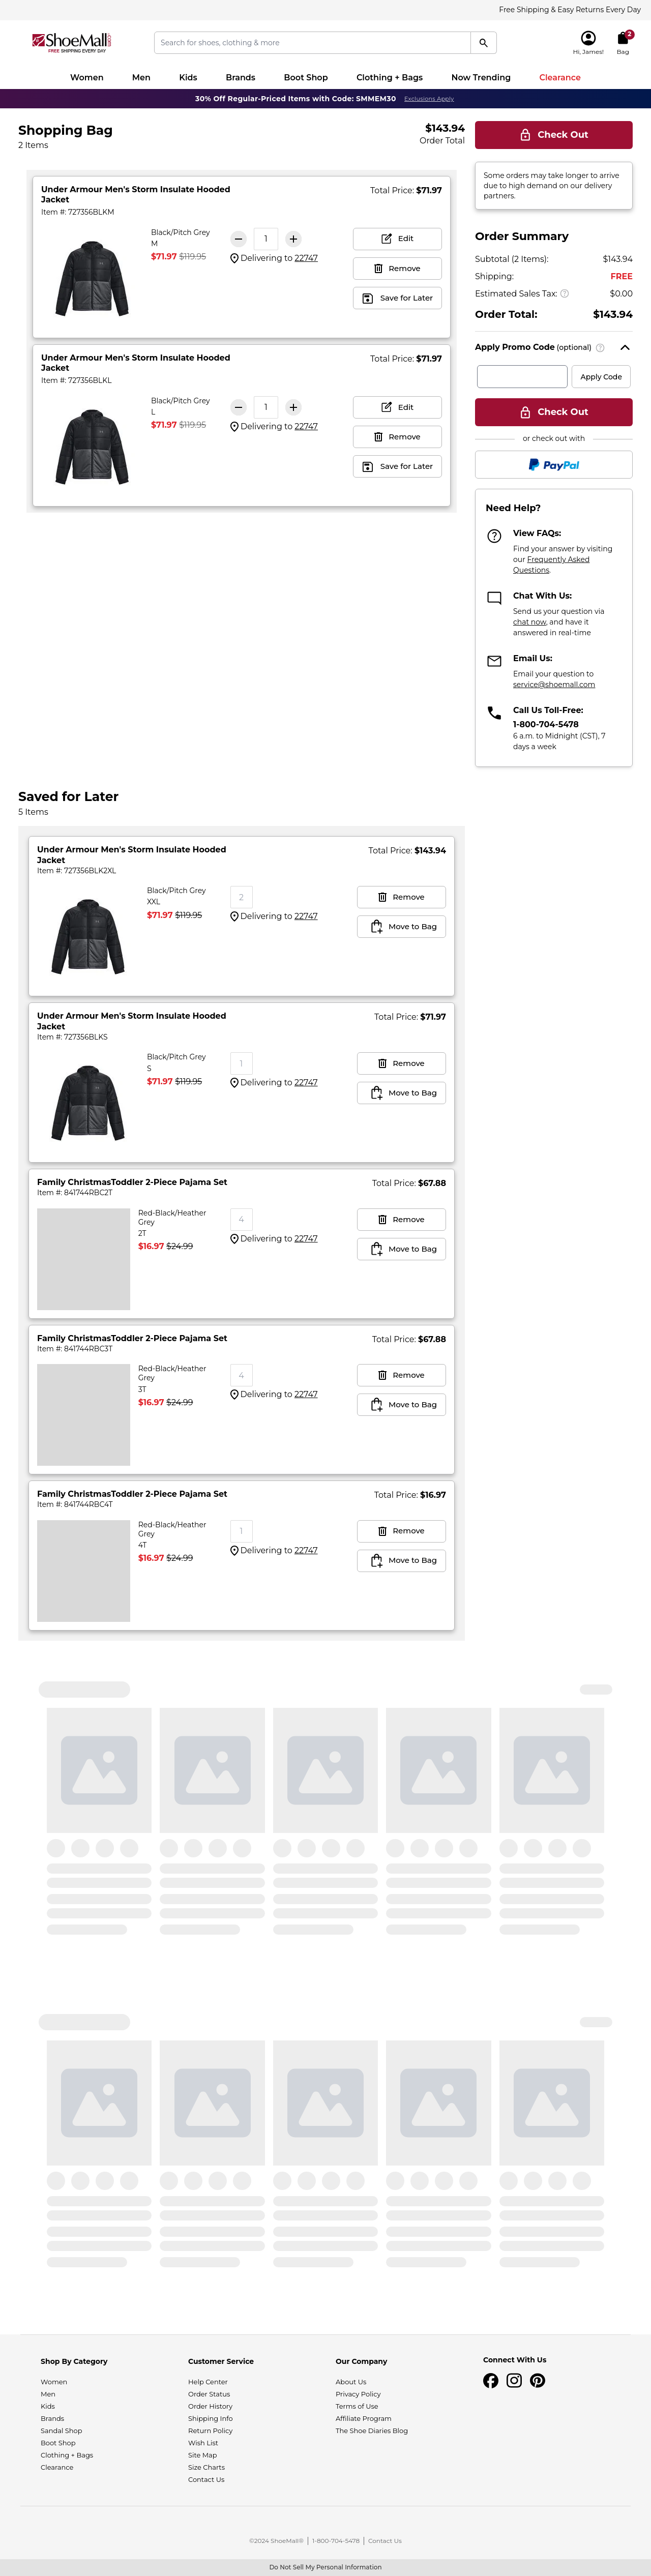 Free Shipping & Easy Returns Every Day
ShoeMall.com
FREE SHIPPING EVERY DAY
Search for shoes, clothing & more
Hi, James!
2
Bag
Women
Men
Kids
Brands
Boot Shop
Clothing + Bags
Now Trending
Clearance
30% Off Regular-Priced Items with Code: SMMEM30 Exclusions Apply
Shopping Bag
2 Items
$143.94
Order Total
Under Armour Men's Storm Insulate Hooded
Jacket
Item #: 727356BLKM
Total Price: $71.97
Black/Pitch Grey
M
$71.97 $119.95
1
Delivering to 22747
Edit
Remove
Save for Later
Under Armour Men's Storm Insulate Hooded
Jacket
Item #: 727356BLKL
Total Price: $71.97
Black/Pitch Grey
L
$71.97 $119.95
1
Delivering to 22747
Edit
Remove
Save for Later
Check Out
Some orders may take longer to arrive
due to high demand on our delivery
partners.
Order Summary
Subtotal (2 Items): $143.94
Shipping: FREE
Estimated Sales Tax: ? $0.00
Order Total: $143.94
Apply Promo Code (optional) ?
Apply Code
Check Out
or check out with
PayPal
Need Help?
View FAQs:
Find your answer by visiting
our Frequently Asked
Questions.
Chat With Us:
Send us your question via
chat now, and have it
answered in real-time
Email Us:
Email your question to
service@shoemall.com
Call Us Toll-Free:
1-800-704-5478
6 a.m. to Midnight (CST), 7
days a week
Saved for Later
5 Items
Under Armour Men's Storm Insulate Hooded
Jacket
Item #: 727356BLK2XL
Total Price: $143.94
Black/Pitch Grey
XXL
$71.97 $119.95
2
Delivering to 22747
Remove
Move to Bag
Under Armour Men's Storm Insulate Hooded
Jacket
Item #: 727356BLKS
Total Price: $71.97
Black/Pitch Grey
S
$71.97 $119.95
1
Delivering to 22747
Remove
Move to Bag
Family ChristmasToddler 2-Piece Pajama Set
Item #: 841744RBC2T
Total Price: $67.88
Red-Black/Heather
Grey
2T
$16.97 $24.99
4
Delivering to 22747
Remove
Move to Bag
Family ChristmasToddler 2-Piece Pajama Set
Item #: 841744RBC3T
Total Price: $67.88
Red-Black/Heather
Grey
3T
$16.97 $24.99
4
Delivering to 22747
Remove
Move to Bag
Family ChristmasToddler 2-Piece Pajama Set
Item #: 841744RBC4T
Total Price: $16.97
Red-Black/Heather
Grey
4T
$16.97 $24.99
1
Delivering to 22747
Remove
Move to Bag
Shop By Category
Women
Men
Kids
Brands
Sandal Shop
Boot Shop
Clothing + Bags
Clearance
Customer Service
Help Center
Order Status
Order History
Shipping Info
Return Policy
Wish List
Site Map
Size Charts
Contact Us
Our Company
About Us
Privacy Policy
Terms of Use
Affiliate Program
The Shoe Diaries Blog
Connect With Us
©2024 ShoeMall® | 1-800-704-5478 | Contact Us
Do Not Sell My Personal Information